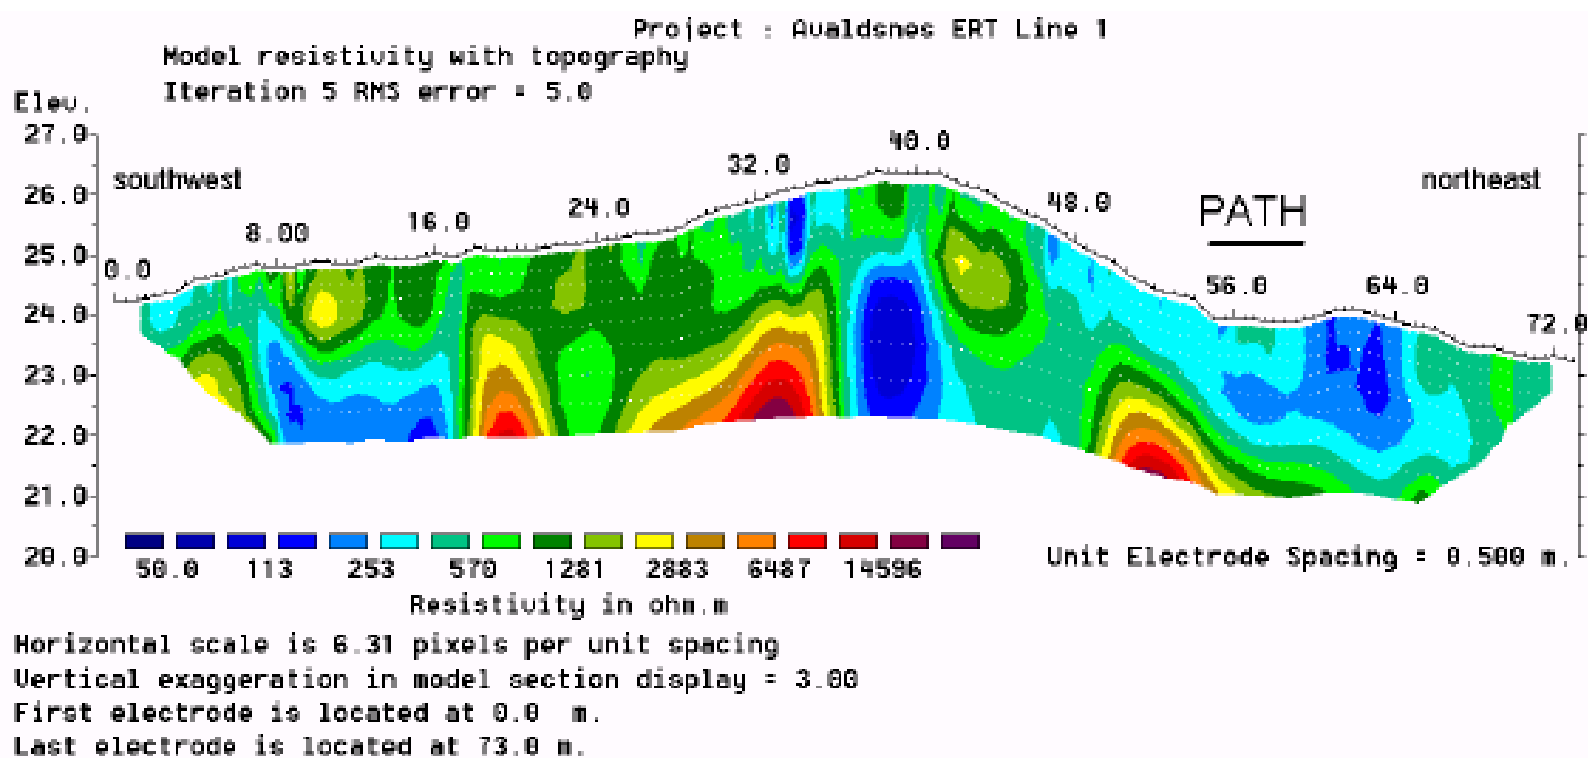 Project : Avaldsnes ERT Line 1
Model resistivity with topography
Iteration 5 RMS error = 5.0
Elev.
27.0
26.0
25.0
24.0
23.0
22.0
21.0
20.0
southwest
northeast
PATH
0.0
8.00
16.0
24.0
32.0
40.0
48.0
56.0
64.0
72.0
50.0 113 253 570 1281 2883 6487 14596
Resistivity in ohm.m
Unit Electrode Spacing = 0.500 m.
Horizontal scale is 6.31 pixels per unit spacing
Vertical exaggeration in model section display = 3.00
First electrode is located at 0.0 m.
Last electrode is located at 73.0 m.